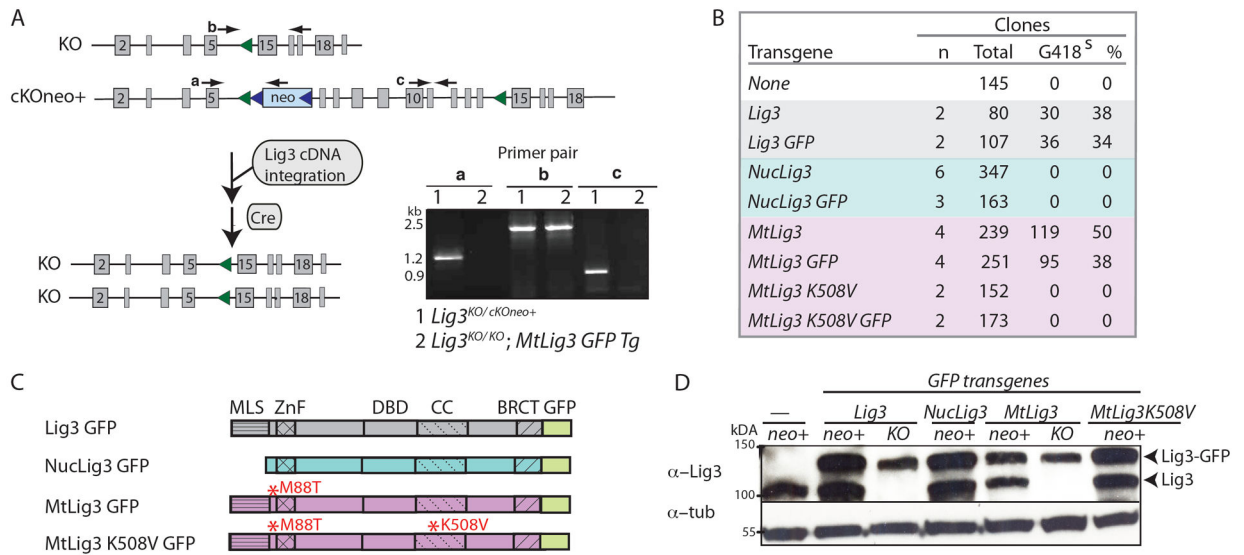 A
KO
b
2 5 15 18
cKOneo+
a c
2 5 neo 10 15 18
Lig3 cDNA
integration
Cre
KO
2 5 15 18
KO
2 5 15 18
Primer pair
a b c
1 2 1 2 1 2
kb
2.5
1.2
0.9
1 Lig3KO/cKOneo+
2 Lig3KO/KO; MtLig3 GFP Tg
B
Clones
Transgene n Total G418S %
None 145 0 0
Lig3 2 80 30 38
Lig3 GFP 2 107 36 34
NucLig3 6 347 0 0
NucLig3 GFP 3 163 0 0
MtLig3 4 239 119 50
MtLig3 GFP 4 251 95 38
MtLig3 K508V 2 152 0 0
MtLig3 K508V GFP 2 173 0 0
C
MLS ZnF DBD CC BRCT GFP
Lig3 GFP
NucLig3 GFP
*M88T
MtLig3 GFP
*M88T *K508V
MtLig3 K508V GFP
D
GFP transgenes
— Lig3 NucLig3 MtLig3 MtLig3K508V
kDA neo+ neo+ KO neo+ neo+ KO neo+
150
α–Lig3
Lig3-GFP
Lig3
100
α–tub
55